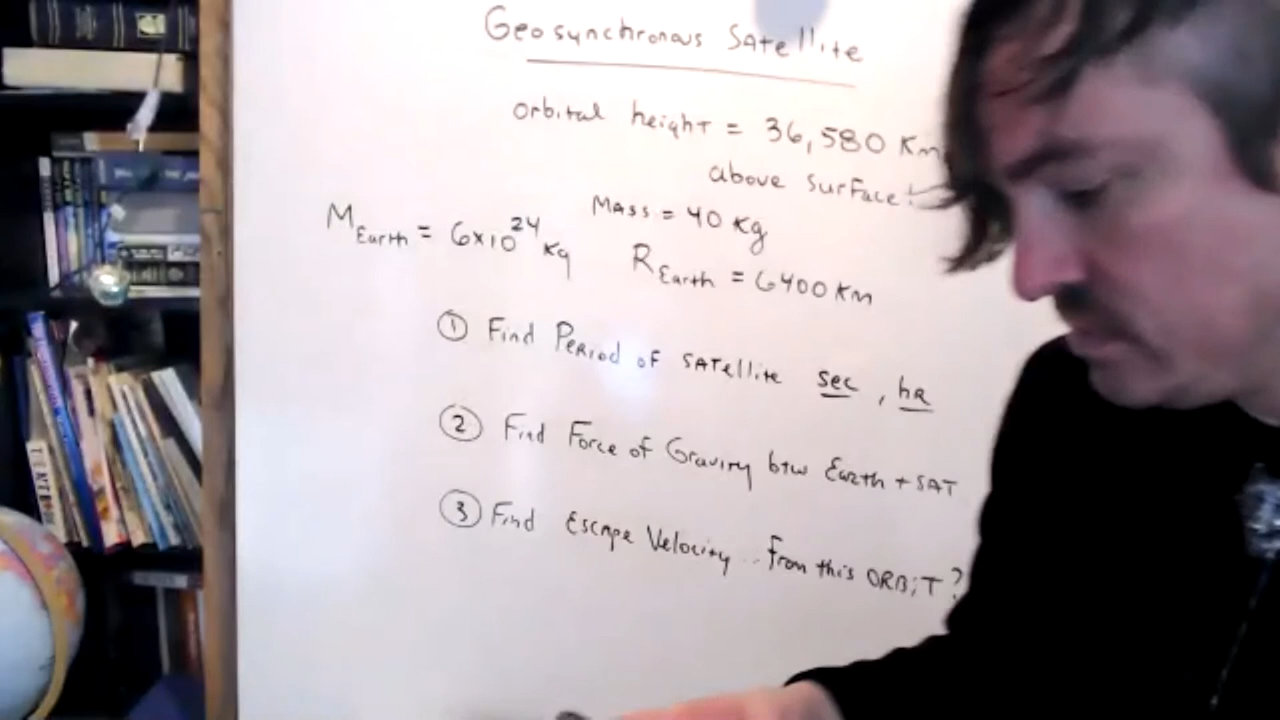 Geosynchronous Satellite
orbital height = 36,580 Km
above surface!
Mass = 40 kg
M Earth = 6x10^24 kg
R Earth = 6400 Km
① Find Period of Satellite sec, hR
② Find Force of Gravity btw Earth + SAT
③ Find Escape Velocity .. From this ORBiT?